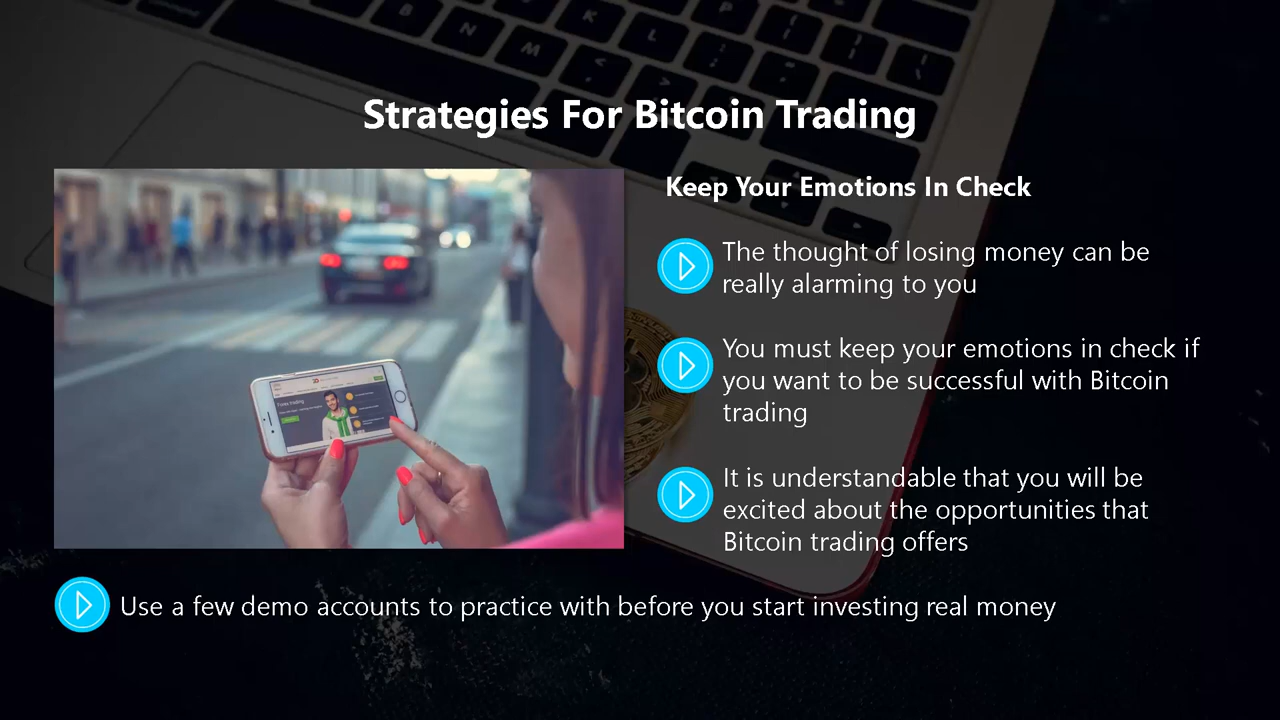 Strategies For Bitcoin Trading
Keep Your Emotions In Check
The thought of losing money can be
really alarming to you
You must keep your emotions in check if
you want to be successful with Bitcoin
trading
It is understandable that you will be
excited about the opportunities that
Bitcoin trading offers
Use a few demo accounts to practice with before you start investing real money
B
N
M
K
L
P
Forex trading